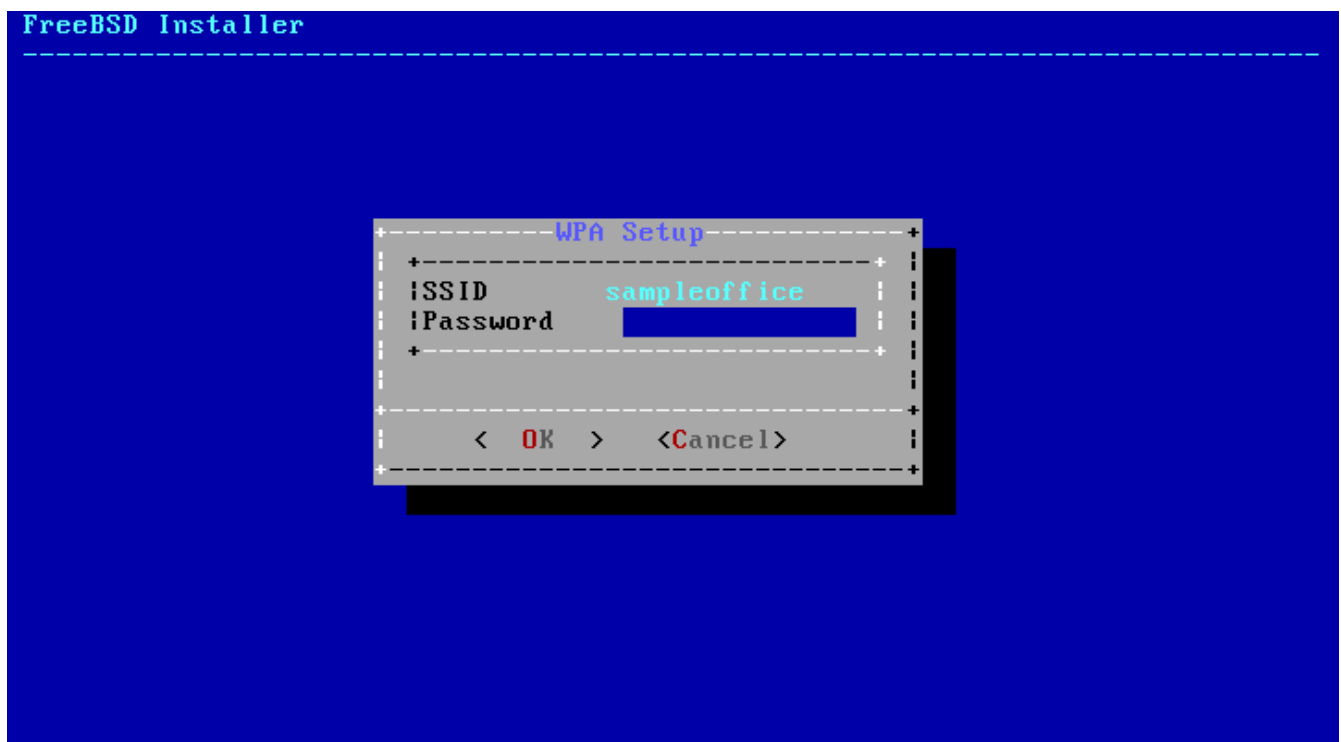 FreeBSD Installer
WPA Setup
SSID sampleoffice
Password
< OK > <Cancel>